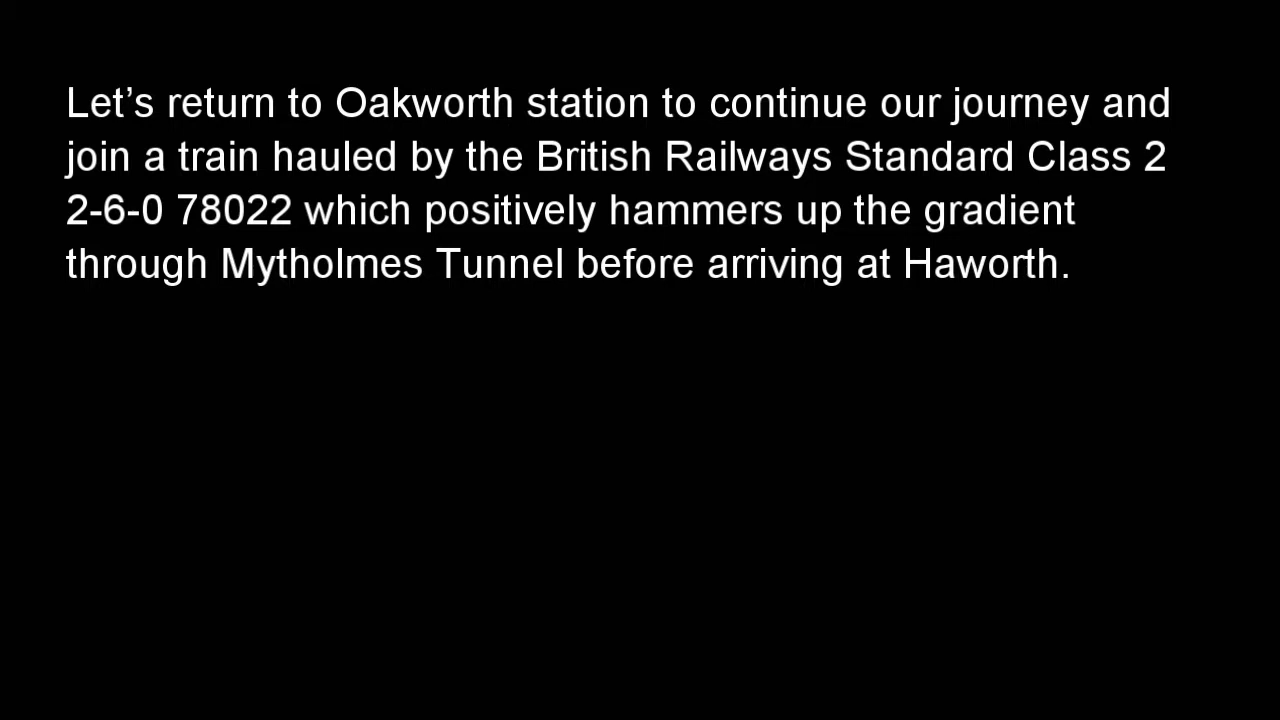 Let’s return to Oakworth station to continue our journey and
join a train hauled by the British Railways Standard Class 2
2-6-0 78022 which positively hammers up the gradient
through Mytholmes Tunnel before arriving at Haworth.